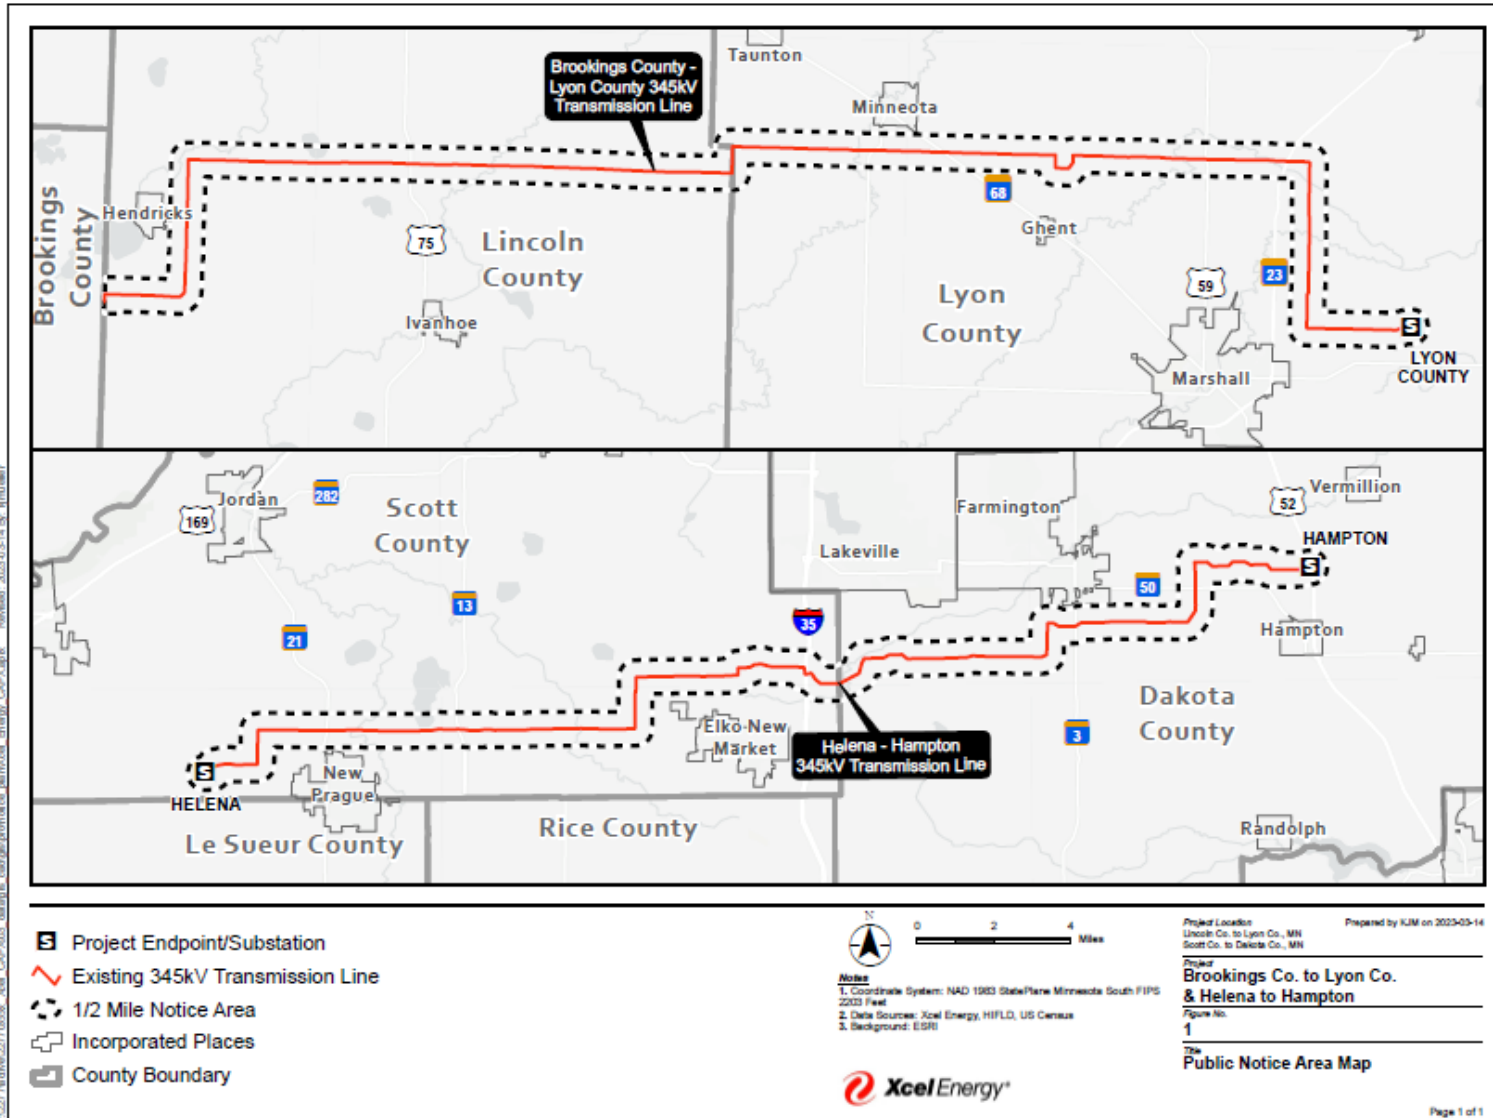 Taunton
Brookings County -
Lyon County 345kV
Transmission Line
Minneota
Brookings
County
Hendricks
68
75
Lincoln
County
Ghent
23
59
Lyon
County
Ivanhoe
LYON
COUNTY
Marshall
Jordan
282
Scott
County
169
Vermillion
52
Farmington
HAMPTON
Lakeville
50
13
35
21
Hampton
Dakota
County
Elko New
Market
3
Helena - Hampton
345kV Transmission Line
New
Prague
HELENA
Rice County
Randolph
Le Sueur County
S Project Endpoint/Substation
Existing 345kV Transmission Line
1/2 Mile Notice Area
Incorporated Places
County Boundary
N
0 2 4
Miles
Notes
1. Coordinate System: NAD 1983 StatePlane Minnesota South FIPS
2203 Feet
2. Data Sources: Xcel Energy, HIFLD, US Census
3. Background: ESRI
Xcel Energy®
Project Location
Prepared by KJM on 2023-03-14
Lincoln Co. to Lyon Co., MN
Scott Co. to Dakota Co., MN
Project
Brookings Co. to Lyon Co.
& Helena to Hampton
Figure No.
1
Title
Public Notice Area Map
Page 1 of 1